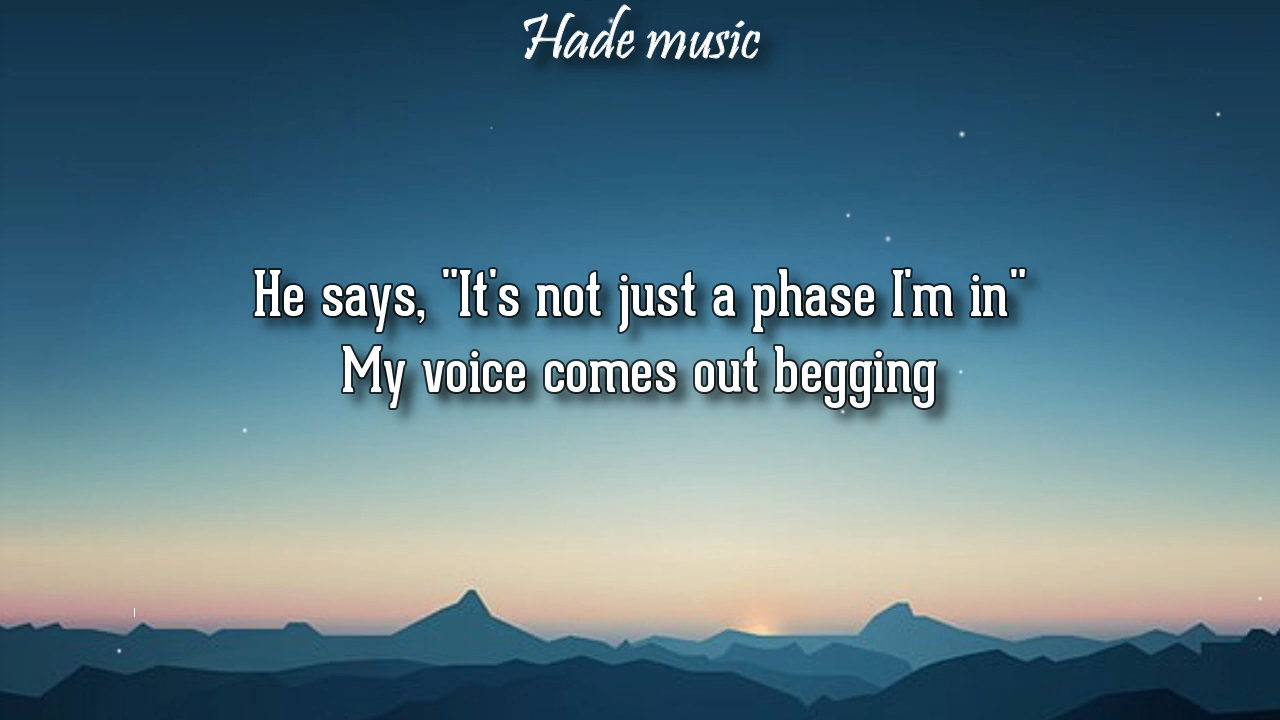 Hade music
He says, "It's not just a phase I'm in"
My voice comes out begging